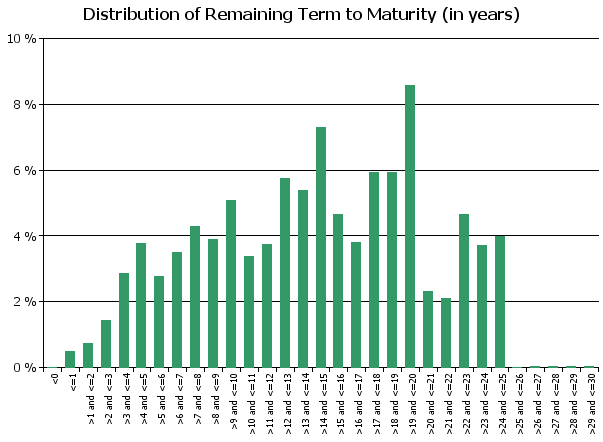 Distribution of Remaining Term to Maturity (in years)
10 %
8 %
6 %
4 %
2 %
0 %
<0
<=1
>1 and <=2
>2 and <=3
>3 and <=4
>4 and <=5
>5 and <=6
>6 and <=7
>7 and <=8
>8 and <=9
>9 and <=10
>10 and <=11
>11 and <=12
>12 and <=13
>13 and <=14
>14 and <=15
>15 and <=16
>16 and <=17
>17 and <=18
>18 and <=19
>19 and <=20
>20 and <=21
>21 and <=22
>22 and <=23
>23 and <=24
>24 and <=25
>25 and <=26
>26 and <=27
>27 and <=28
>28 and <=29
>29 and <=30